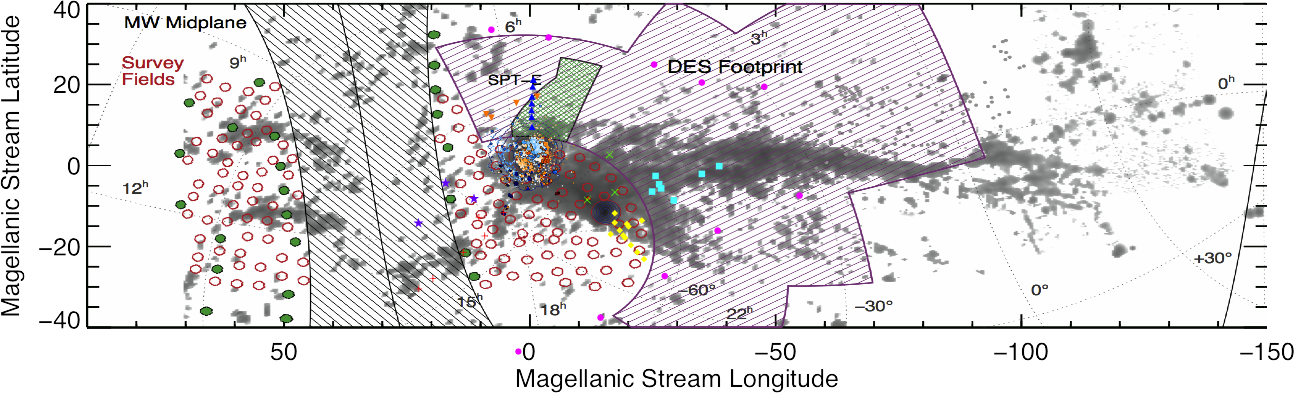 40
20
0
−20
−40
Magellanic Stream Latitude
MW Midplane
Survey
Fields
9ʰ
12ʰ
6ʰ
SPT−E
3ʰ
DES Footprint
0ʰ
15ʰ
18ʰ
−60°
22ʰ
−30°
0°
+30°
50
0
−50
−100
−150
Magellanic Stream Longitude